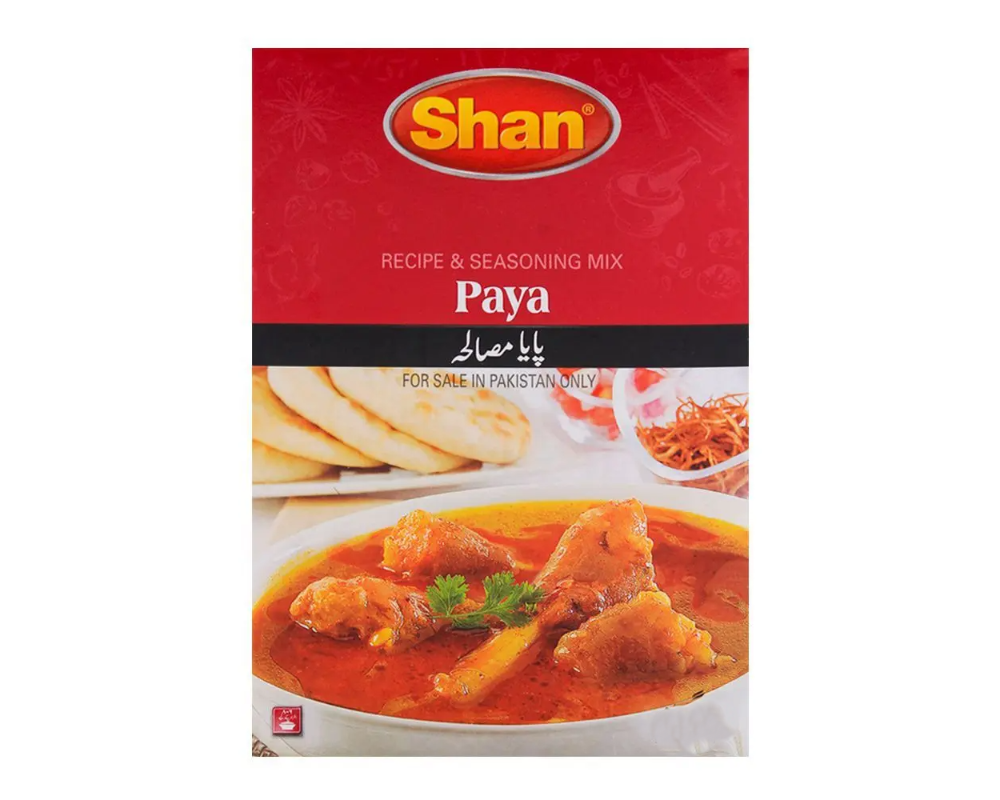 Shan®
RECIPE & SEASONING MIX
Paya
پایا مصالحہ
FOR SALE IN PAKISTAN ONLY